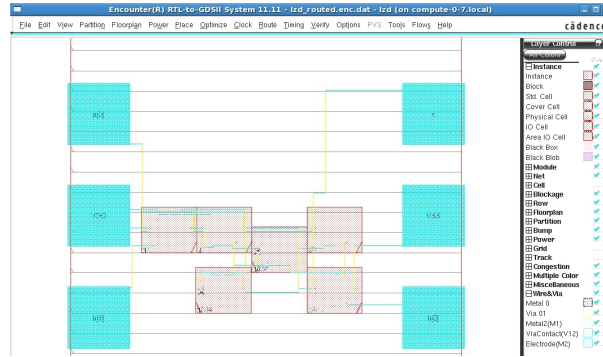 Encounter(R) RTL-to-GDSII System 11.11 - lzd_routed.enc.dat - lzd (on compute-0-7.local)
File Edit View Partition Floorplan Power Place Optimize Clock Route Timing Verify Options PVS Tools Flows Help
cādence
Layer Control
All Colors
Instance
Instance
Block
Std. Cell
Cover Cell
Physical Cell
IO Cell
Area IO Cell
Black Box
Black Blob
Module
Net
Cell
Blockage
Row
Floorplan
Partition
Bump
Power
Grid
Track
Congestion
Multiple Color
Miscellaneous
Wire&Via
Metal 0
Via 01
Metal2(M1)
ViaContact(V12)
Electrode(M2)
VSS